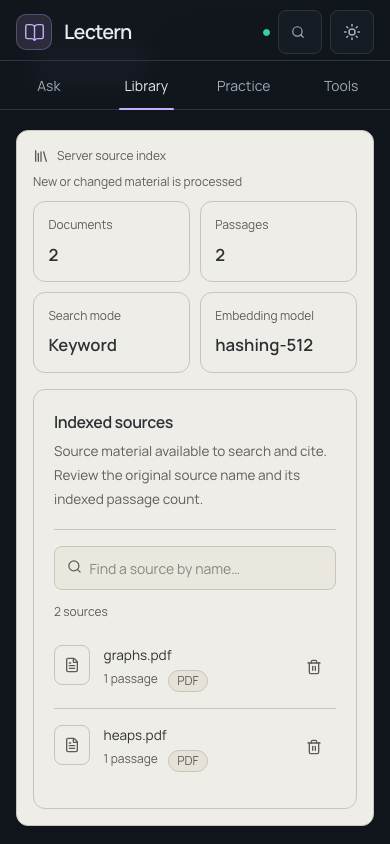 Lectern
Ask Library Practice Tools
Server source index
New or changed material is processed
Documents
2
Passages
2
Search mode
Keyword
Embedding model
hashing-512
Indexed sources
Source material available to search and cite.
Review the original source name and its
indexed passage count.
Find a source by name…
2 sources
graphs.pdf
1 passage PDF
heaps.pdf
1 passage PDF